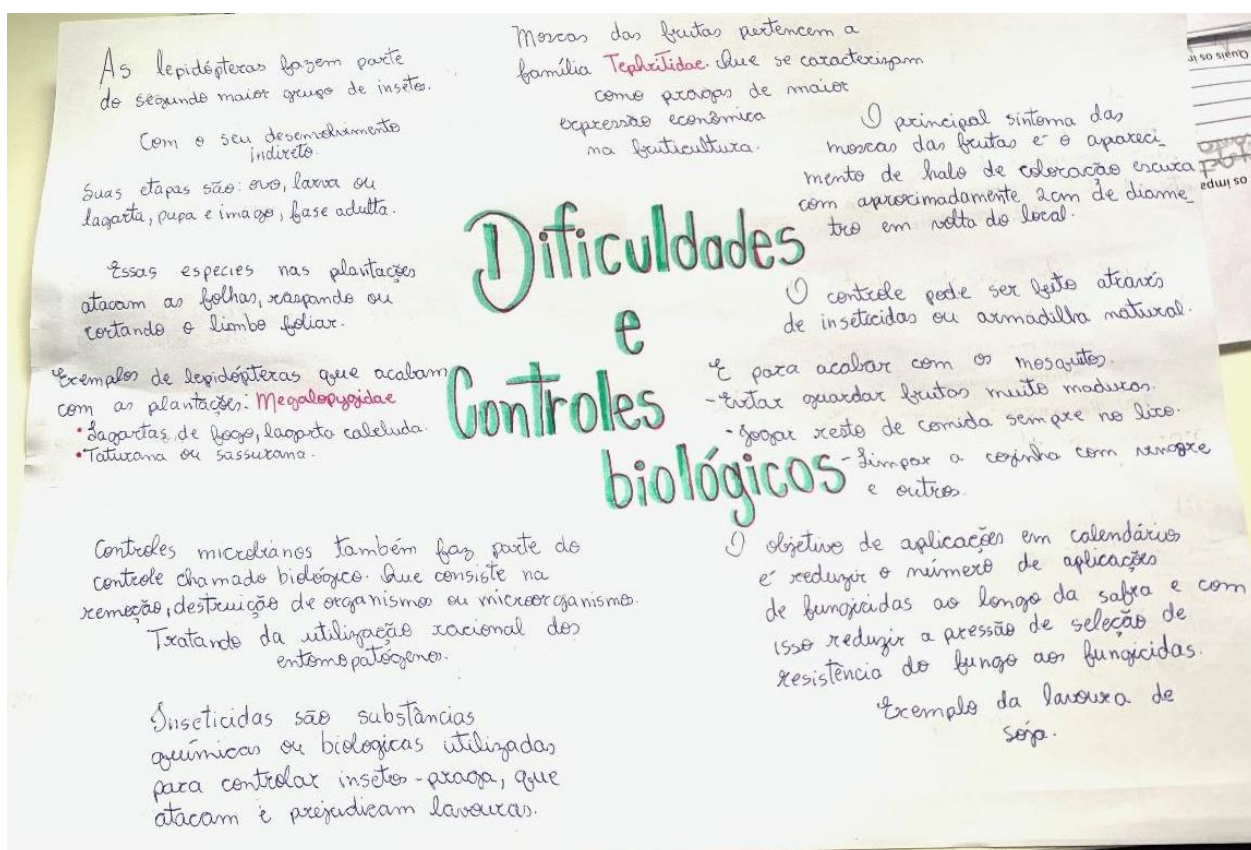 As lepidópteras fazem parte
do segundo maior grupo de insetos.
Com o seu desenvolvimento
indireto.
Suas etapas são: ovo, larva ou
lagarta, pupa e imago, fase adulta.
Essas especies nas plantações
atacam as folhas, raspando ou
cortando o limbo foliar.
Exemplos de lepidópteras que acabam
com as plantações: Megalopygidae
• Lagartas de fogo, lagarta cabeluda.
• Taturana ou sassurana.
Moscas das frutas pertencem a
família Tephritidae. Que se caracterizam
como pragas de maior
expressão econômica
na fruticultura.
O principal sintoma das
moscas das frutas é o apareci_
mento de halo de coloração escura
com aproximadamente 2cm de diame_
tro em volta do local.
Dificuldades
e
Controles
biológicos
O controle pode ser feito através
de inseticidas ou armadilha natural.
E para acabar com os mosquitos.
- Evitar guardar frutos muito maduros.
- Jogar resto de comida sempre no lixo.
- Limpar a cozinha com vinagre
e outros.
Controles microbianos também faz parte do
controle chamado biológico. Que consiste na
remoção, destruição de organismos ou microorganismo.
Tratando da utilização racional dos
entomopatógenos.
Inseticidas são substâncias
químicas ou biologicas utilizadas
para controlar insetos-praga, que
atacam e prejudicam lavouras.
O objetivo de aplicações em calendários
é reduzir o número de aplicações
de fungicidas ao longo da safra e com
isso reduzir a pressão de seleção de
resistência do fungo aos fungicidas.
Exemplo da lavoura de
soja.